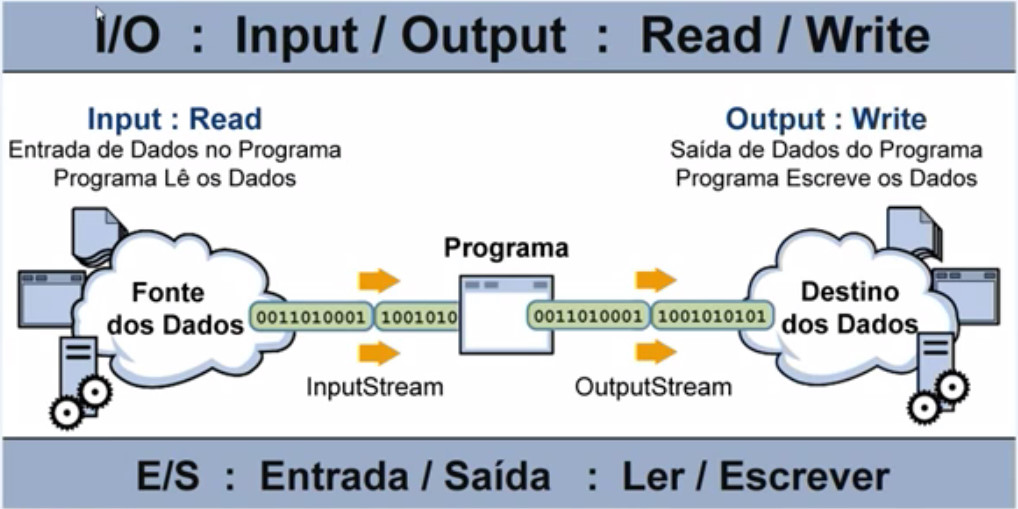 I/O : Input / Output : Read / Write
Input : Read
Entrada de Dados no Programa
Programa Lê os Dados
Output : Write
Saída de Dados do Programa
Programa Escreve os Dados
Programa
Fonte
dos Dados
0011010001 1001010
0011010001 1001010101
Destino
dos Dados
InputStream
OutputStream
E/S : Entrada / Saída : Ler / Escrever